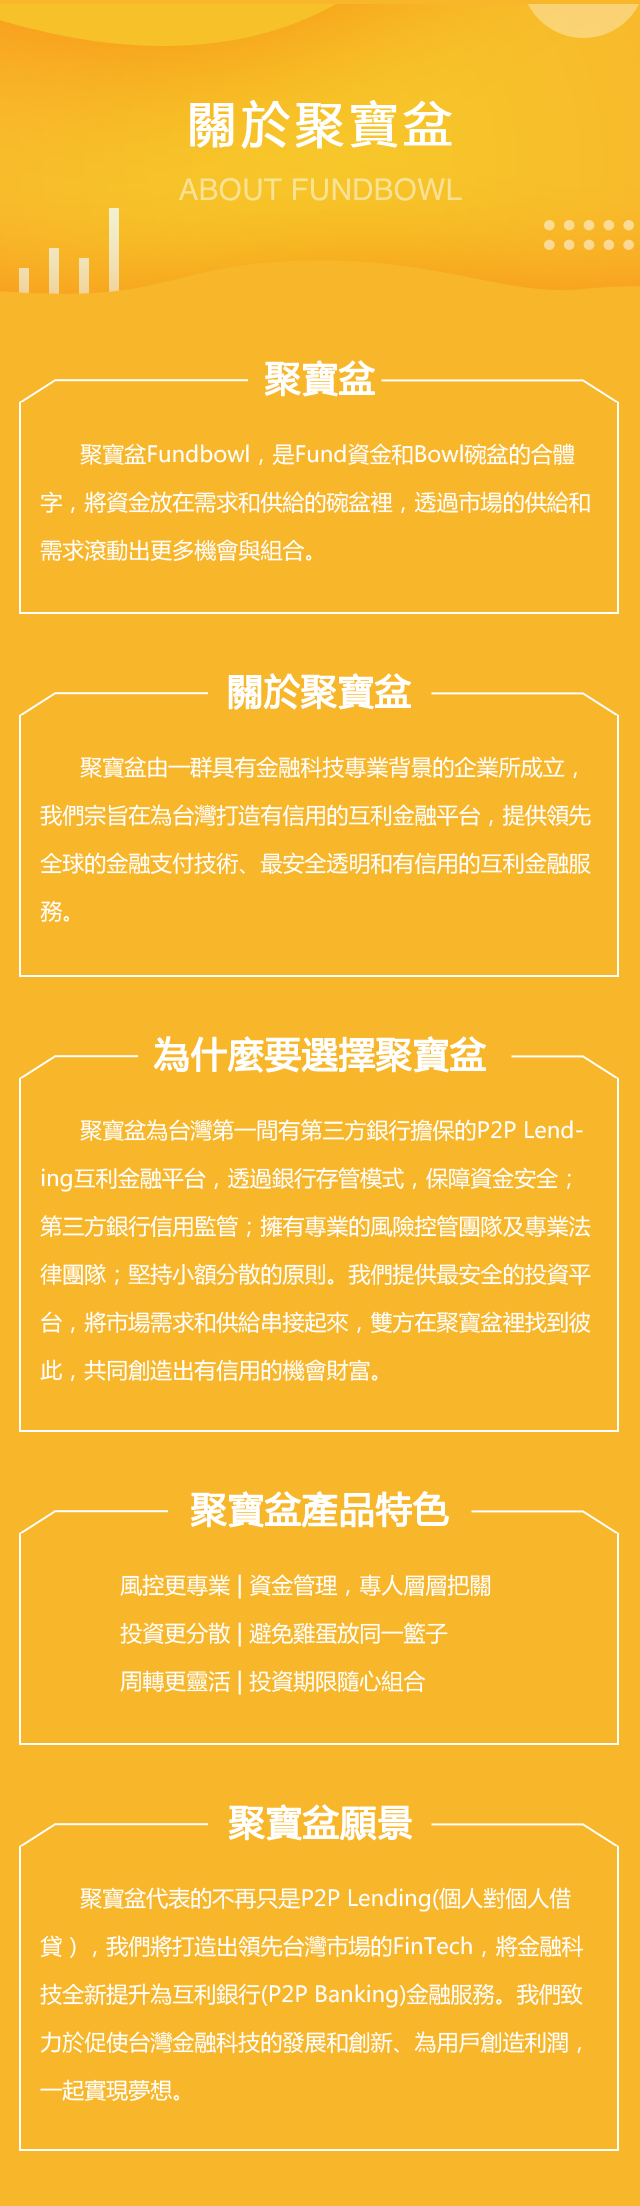 關於聚寶盆
ABOUT FUNDBOWL
聚寶盆
聚寶盆Fundbowl，是Fund資金和Bowl碗盆的合體
字，將資金放在需求和供給的碗盆裡，透過市場的供給和
需求滾動出更多機會與組合。
關於聚寶盆
聚寶盆由一群具有金融科技專業背景的企業所成立，
我們宗旨在為台灣打造有信用的互利金融平台，提供領先
全球的金融支付技術、最安全透明和有信用的互利金融服
務。
為什麼要選擇聚寶盆
聚寶盆為台灣第一間有第三方銀行擔保的P2P Lend-
ing互利金融平台，透過銀行存管模式，保障資金安全；
第三方銀行信用監管；擁有專業的風險控管團隊及專業法
律團隊；堅持小額分散的原則。我們提供最安全的投資平
台，將市場需求和供給串接起來，雙方在聚寶盆裡找到彼
此，共同創造出有信用的機會財富。
聚寶盆產品特色
風控更專業 | 資金管理，專人層層把關
投資更分散 | 避免雞蛋放同一籃子
周轉更靈活 | 投資期限隨心組合
聚寶盆願景
聚寶盆代表的不再只是P2P Lending(個人對個人借
貸），我們將打造出領先台灣市場的FinTech，將金融科
技全新提升為互利銀行(P2P Banking)金融服務。我們致
力於促使台灣金融科技的發展和創新、為用戶創造利潤，
一起實現夢想。